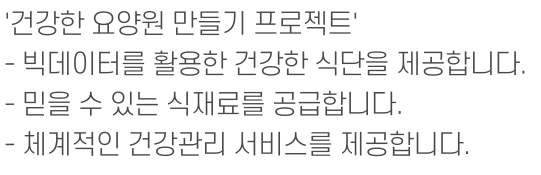 '건강한 요양원 만들기 프로젝트'
- 빅데이터를 활용한 건강한 식단을 제공합니다.
- 믿을 수 있는 식재료를 공급합니다.
- 체계적인 건강관리 서비스를 제공합니다.